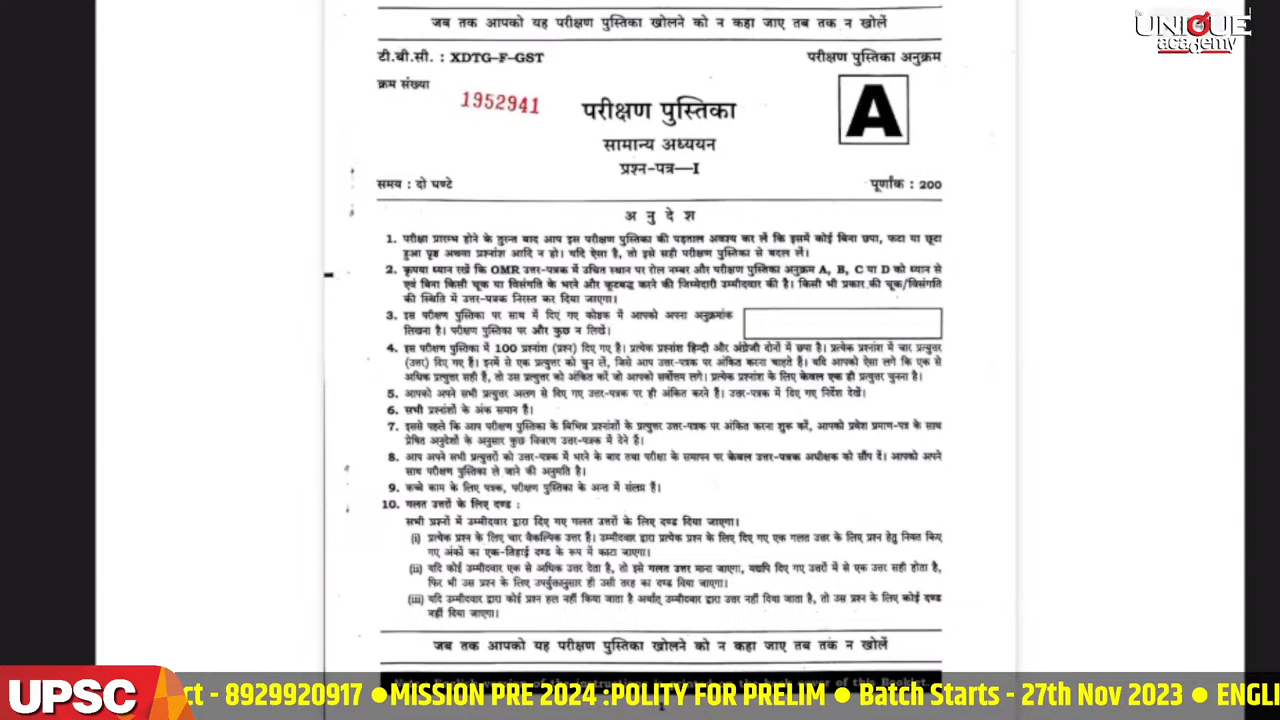 जब तक आपको यह परीक्षण पुस्तिका खोलने को न कहा जाए तब तक न खोलें
UNIQUE
academy
टी.बी.सी. : XDTG-F-GST
परीक्षण पुस्तिका अनुक्रम
क्रम संख्या
1952941
परीक्षण पुस्तिका
A
सामान्य अध्ययन
प्रश्न-पत्र—I
समय : दो घण्टे
पूर्णांक : 200
अ नु दे श
1. परीक्षा प्रारम्भ होने के तुरन्त बाद आप इस परीक्षण पुस्तिका की पड़ताल अवश्य कर लें कि इसमें कोई बिना छपा, फटा या छूटा
हुआ पृष्ठ अथवा प्रश्नांश आदि न हो। यदि ऐसा है, तो इसे सही परीक्षण पुस्तिका से बदल लें।
2. कृपया ध्यान रखें कि OMR उत्तर-पत्रक में उचित स्थान पर रोल नम्बर और परीक्षण पुस्तिका अनुक्रम A, B, C या D को ध्यान से
एवं बिना किसी चूक या विसंगति के भरने और कूटबद्ध करने की जिम्मेदारी उम्मीदवार की है। किसी भी प्रकार की चूक/विसंगति
की स्थिति में उत्तर-पत्रक निरस्त कर दिया जाएगा।
3. इस परीक्षण पुस्तिका पर साथ में दिए गए कोष्ठक में आपको अपना अनुक्रमांक
लिखना है। परीक्षण पुस्तिका पर और कुछ न लिखें।
4. इस परीक्षण पुस्तिका में 100 प्रश्नांश (प्रश्न) दिए गए है। प्रत्येक प्रश्नांश हिन्दी और अंग्रेजी दोनों में छपा है। प्रत्येक प्रश्नांश में चार प्रत्युत्तर
(उत्तर) दिए गए हैं। इनमें से एक प्रत्युत्तर को चुन लें, जिसे आप उत्तर-पत्रक पर अंकित करना चाहते हैं। यदि आपको ऐसा लगे कि एक से
अधिक प्रत्युत्तर सही हैं, तो उस प्रत्युत्तर को अंकित करें जो आपको सर्वोत्तम लगे। प्रत्येक प्रश्नांश के लिए केवल एक ही प्रत्युत्तर चुनना है।
5. आपको अपने सभी प्रत्युत्तर अलग से दिए गए उत्तर-पत्रक पर ही अंकित करने हैं। उत्तर-पत्रक में दिए गए निर्देश देखें।
6. सभी प्रश्नांशों के अंक समान हैं।
7. इससे पहले कि आप परीक्षण पुस्तिका के विभिन्न प्रश्नांशों के प्रत्युत्तर उत्तर-पत्रक पर अंकित करना शुरू करें, आपको प्रवेश प्रमाण-पत्र के साथ
प्रेषित अनुदेशों के अनुसार कुछ विवरण उत्तर-पत्रक में देने हैं।
8. आप अपने सभी प्रत्युत्तरों को उत्तर-पत्रक में भरने के बाद तथा परीक्षा के समापन पर केवल उत्तर-पत्रक अधीक्षक को सौंप दें। आपको अपने
साथ परीक्षण पुस्तिका ले जाने की अनुमति है।
9. कच्चे काम के लिए पत्रक, परीक्षण पुस्तिका के अन्त में संलग्न हैं।
10. गलत उत्तरों के लिए दण्ड :
सभी प्रश्नों में उम्मीदवार द्वारा दिए गए गलत उत्तरों के लिए दण्ड दिया जाएगा।
(i) प्रत्येक प्रश्न के लिए चार वैकल्पिक उत्तर हैं। उम्मीदवार द्वारा प्रत्येक प्रश्न के लिए दिए गए एक गलत उत्तर के लिए प्रश्न हेतु नियत किए
गए अंकों का एक-तिहाई दण्ड के रूप में काटा जाएगा।
(ii) यदि कोई उम्मीदवार एक से अधिक उत्तर देता है, तो इसे गलत उत्तर माना जाएगा, यद्यपि दिए गए उत्तरों में से एक उत्तर सही होता है,
फिर भी उस प्रश्न के लिए उपर्युक्तानुसार ही उसी तरह का दण्ड दिया जाएगा।
(iii) यदि उम्मीदवार द्वारा कोई प्रश्न हल नहीं किया जाता है अर्थात् उम्मीदवार द्वारा उत्तर नहीं दिया जाता है, तो उस प्रश्न के लिए कोई दण्ड
नहीं दिया जाएगा।
जब तक आपको यह परीक्षण पुस्तिका खोलने को न कहा जाए तब तक न खोलें
UPSC
ct - 8929920917 ●MISSION PRE 2024 :POLITY FOR PRELIM ● Batch Starts - 27th Nov 2023 ● ENGLI